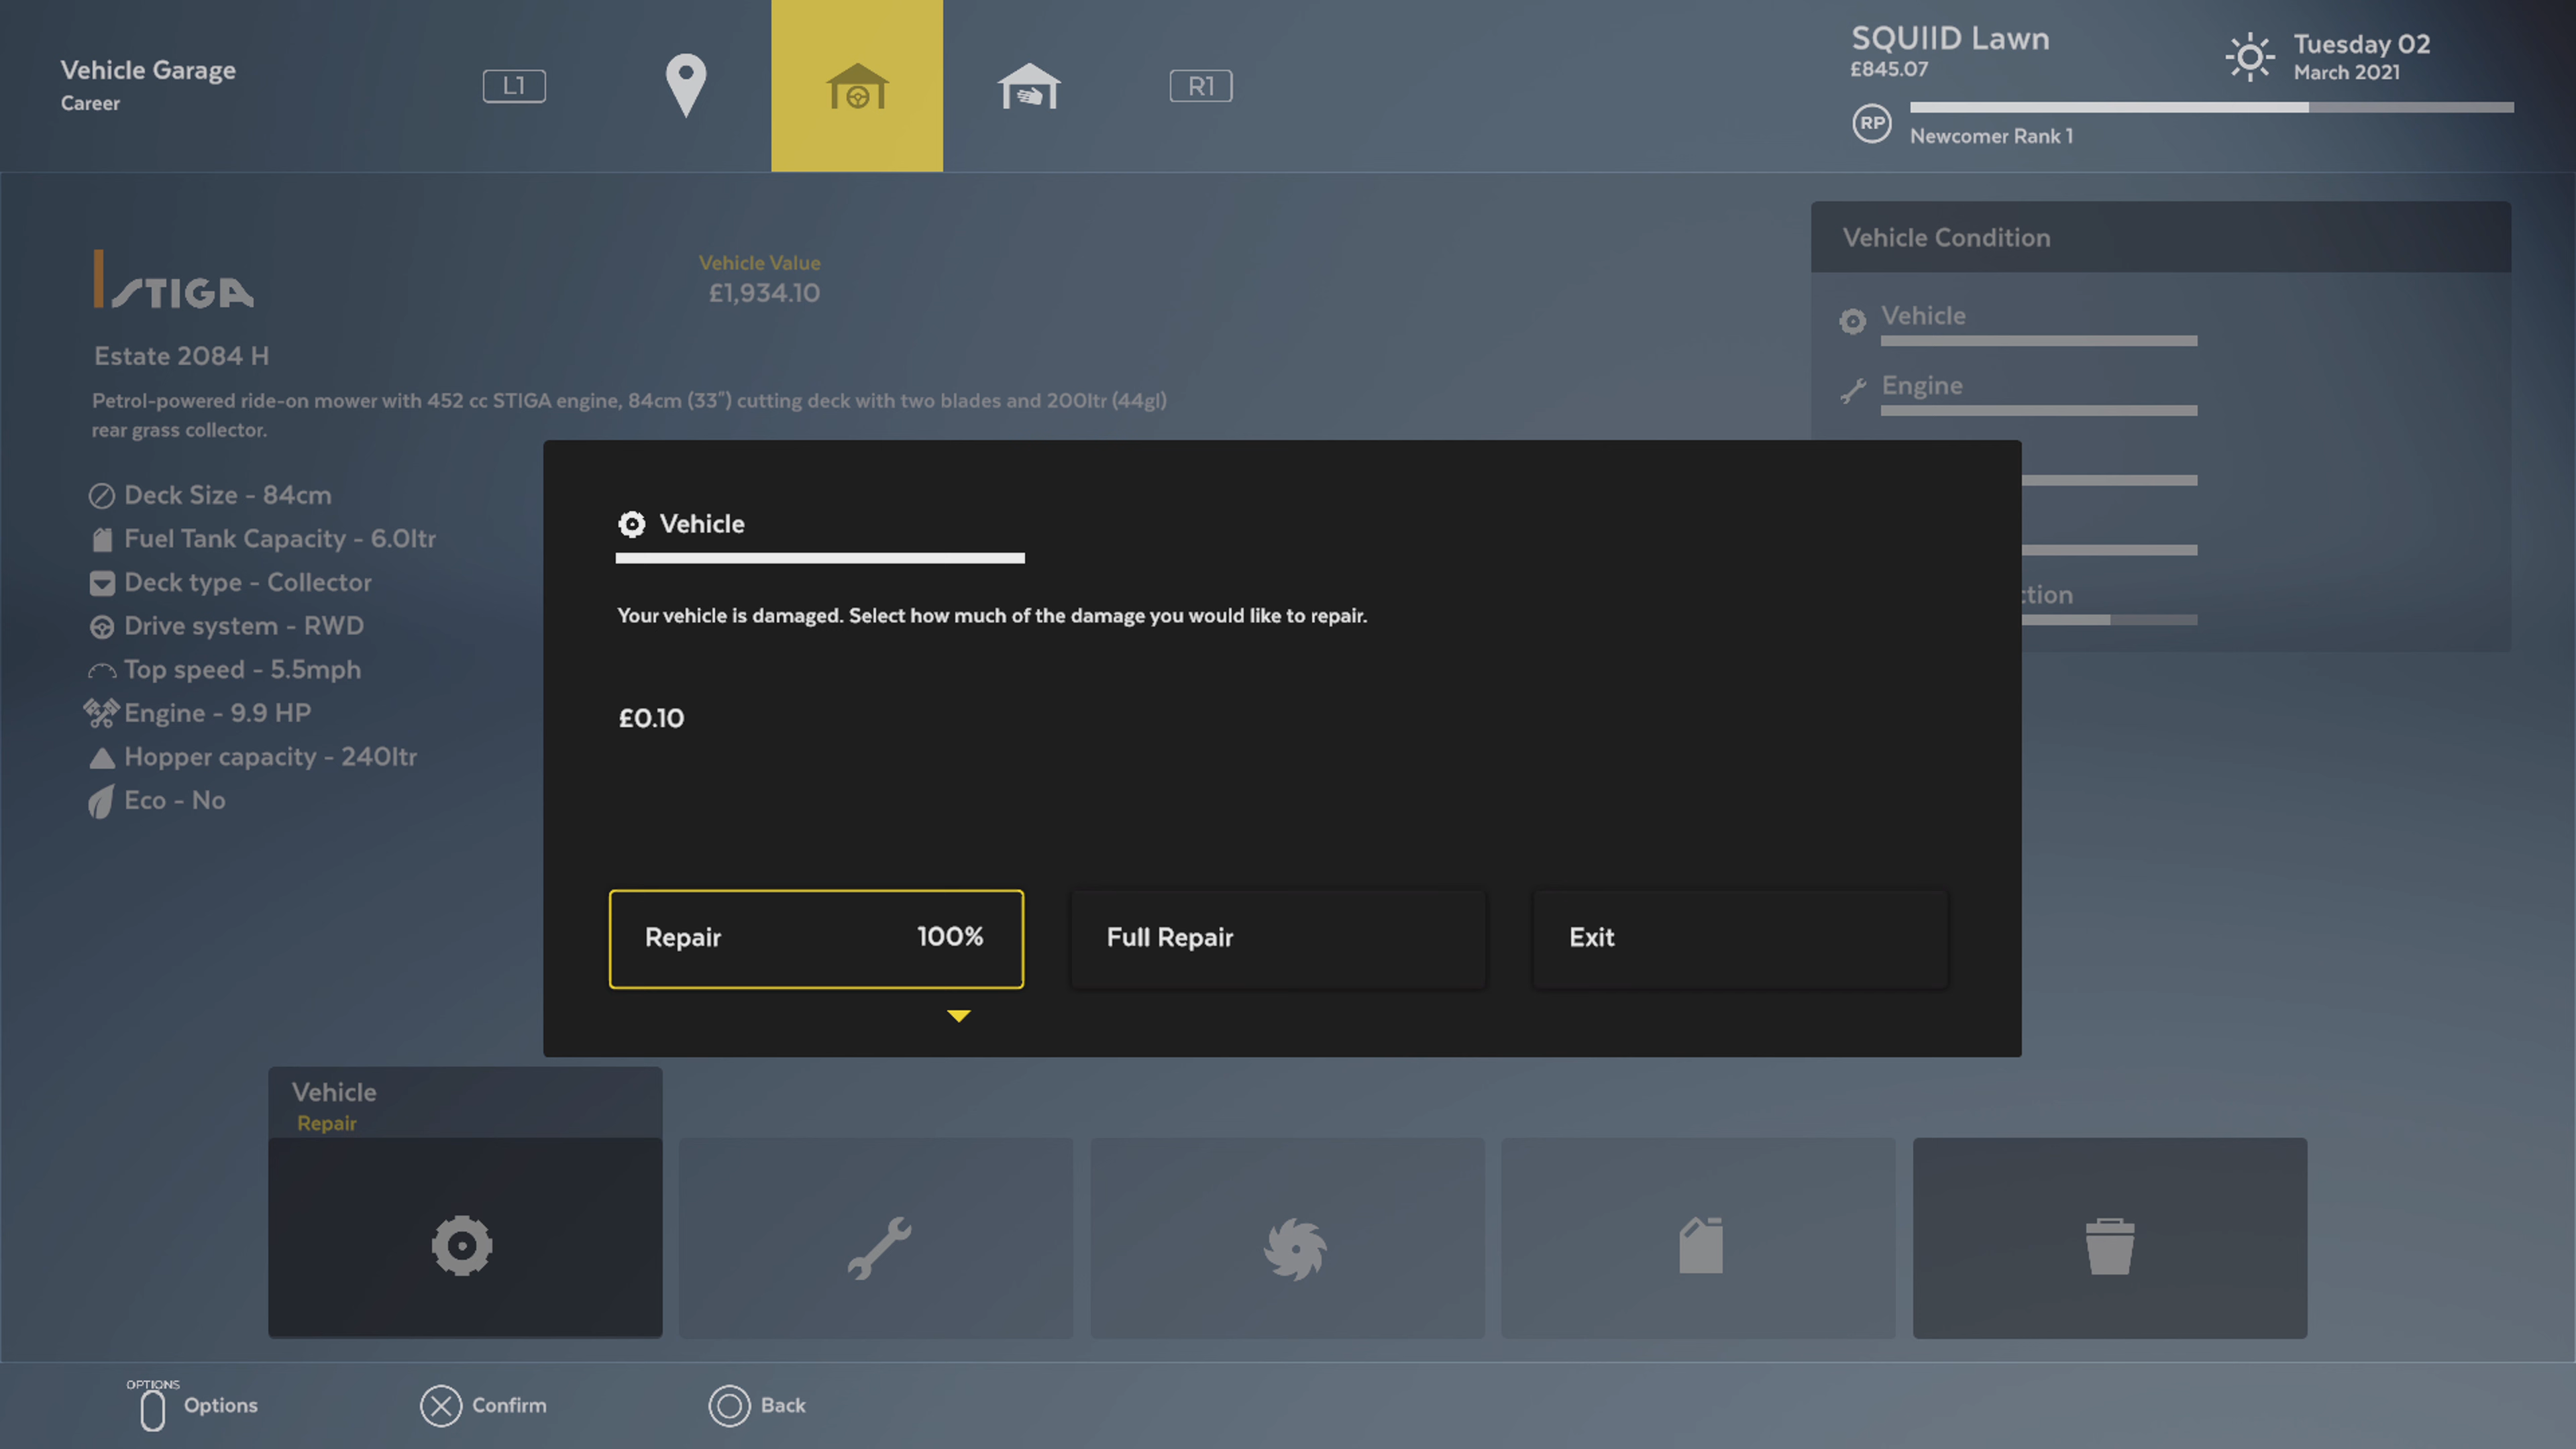 Vehicle Garage
Career
L1
R1
SQUIID Lawn
£845.07
RP
Newcomer Rank 1
Tuesday 02
March 2021
STIGA
Vehicle Value
£1,934.10
Estate 2084 H
Petrol-powered ride-on mower with 452 cc STIGA engine, 84cm (33") cutting deck with two blades and 200ltr (44gl)
rear grass collector.
Deck Size - 84cm
Fuel Tank Capacity - 6.0ltr
Deck type - Collector
Drive system - RWD
Top speed - 5.5mph
Engine - 9.9 HP
Hopper capacity - 240ltr
Eco - No
Vehicle Condition
Vehicle
Engine
ction
Vehicle
Your vehicle is damaged. Select how much of the damage you would like to repair.
£0.10
Repair 100%
Full Repair
Exit
Vehicle
Repair
OPTIONS
Options
Confirm
Back